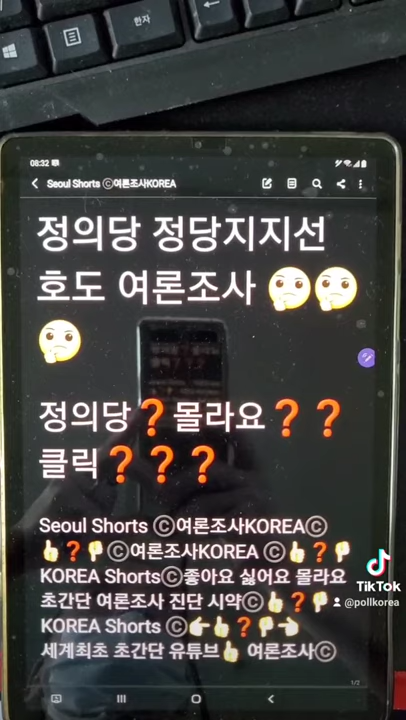 한자
08:32
Seoul Shorts ⓒ여론조사KOREA
정의당 정당지지선
호도 여론조사 🤔🤔
🤔
정의당❓몰라요❓❓
클릭❓❓❓
Seoul Shorts ⓒ여론조사KOREAⓒ
👍❓👎ⓒ여론조사KOREA ⓒ👍❓👎
KOREA Shortsⓒ좋아요 싫어요 몰라요
초간단 여론조사 진단 시약ⓒ👍❓👎
KOREA Shorts ⓒ👉👍❓👎👈
세계최초 초간단 유튜브👍 여론조사ⓒ
1/2
TikTok
@pollkorea